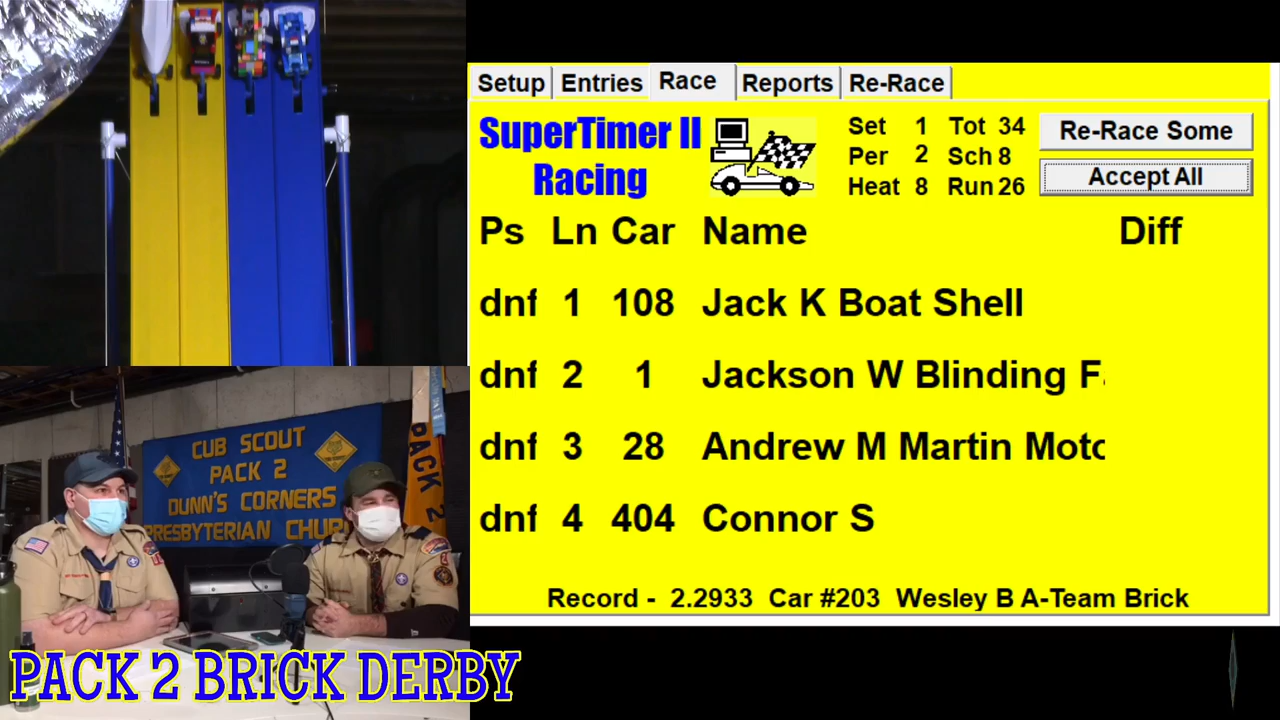 Setup Entries Race Reports Re-Race
SuperTimer II
Racing
Set 1 Tot 34
Per 2 Sch 8
Heat 8 Run 26
Re-Race Some
Accept All
Ps Ln Car Name Diff
dnf 1 108 Jack K Boat Shell
dnf 2 1 Jackson W Blinding F
dnf 3 28 Andrew M Martin Moto
dnf 4 404 Connor S
Record - 2.2933 Car #203 Wesley B A-Team Brick
CUB SCOUT
PACK 2
DUNN'S CORNERS
PRESBYTERIAN CHUR
PACK 2
PACK 2 BRICK DERBY